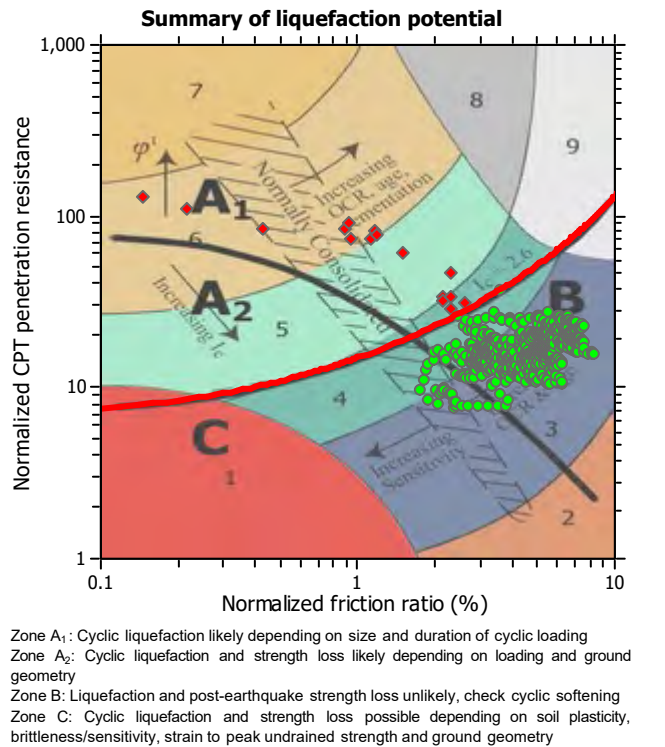 Summary of liquefaction potential
1,000
7
8
9
φ'
Increasing
OCR, age,
cementation
A1
Normally Consolidated
100
6
Ic = 2.6
A2
B
Increasing Ic
5
Normalized CPT penetration resistance
10
4
OCR &
C
3
Increasing
Sensitivity
1
2
1
0.1
1
10
Normalized friction ratio (%)
Zone A1: Cyclic liquefaction likely depending on size and duration of cyclic loading
Zone A2: Cyclic liquefaction and strength loss likely depending on loading and ground
geometry
Zone B: Liquefaction and post-earthquake strength loss unlikely, check cyclic softening
Zone C: Cyclic liquefaction and strength loss possible depending on soil plasticity,
brittleness/sensitivity, strain to peak undrained strength and ground geometry